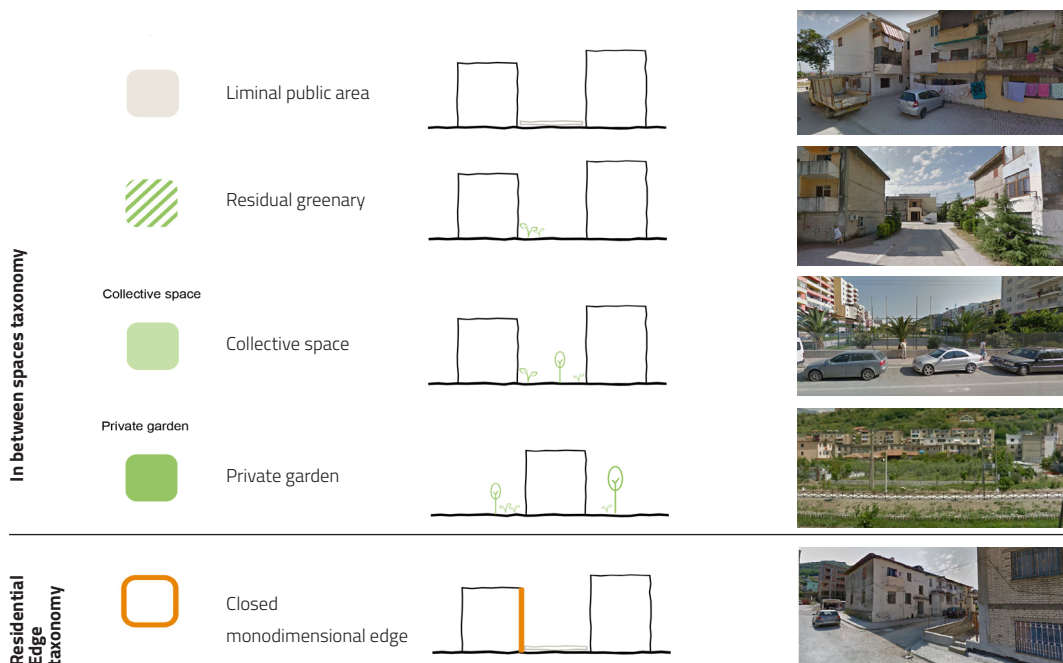 In between spaces taxonomy
Liminal public area
Residual greenary
Collective space
Collective space
Private garden
Private garden
Residential
Edge
taxonomy
Closed
monodimensional edge